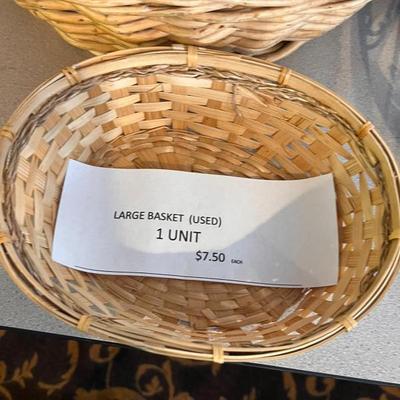 LARGE BASKET (USED)
1 UNIT
$7.50 EACH